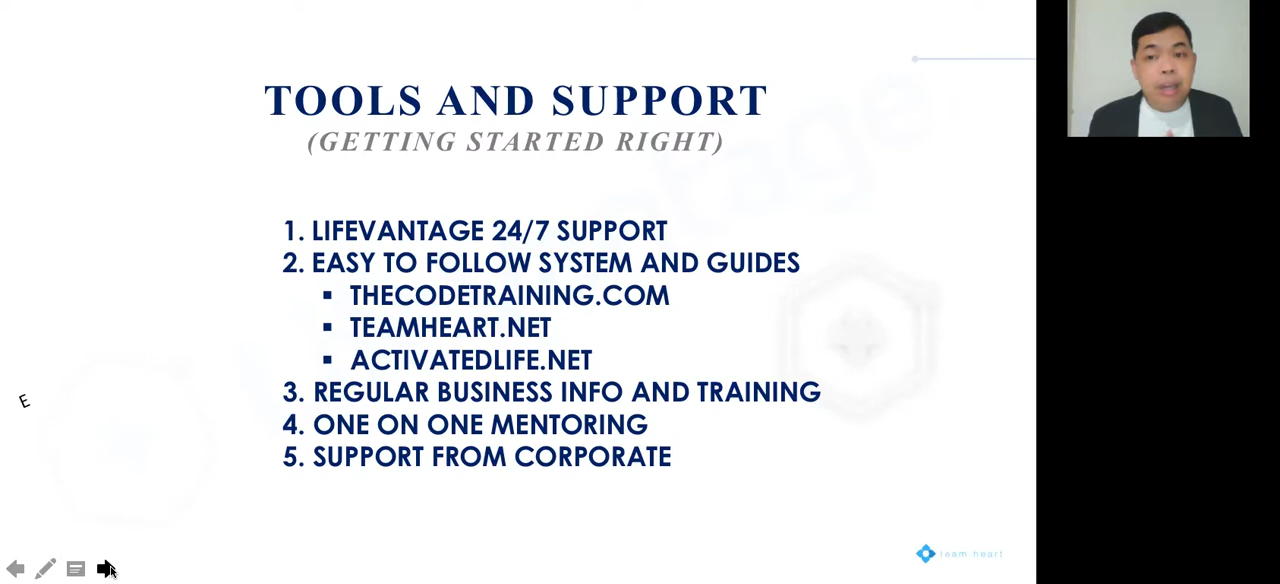 TOOLS AND SUPPORT
(GETTING STARTED RIGHT)
1. LIFEVANTAGE 24/7 SUPPORT
2. EASY TO FOLLOW SYSTEM AND GUIDES
▪ THECODETRAINING.COM
▪ TEAMHEART.NET
▪ ACTIVATEDLIFE.NET
3. REGULAR BUSINESS INFO AND TRAINING
4. ONE ON ONE MENTORING
5. SUPPORT FROM CORPORATE
E
team heart